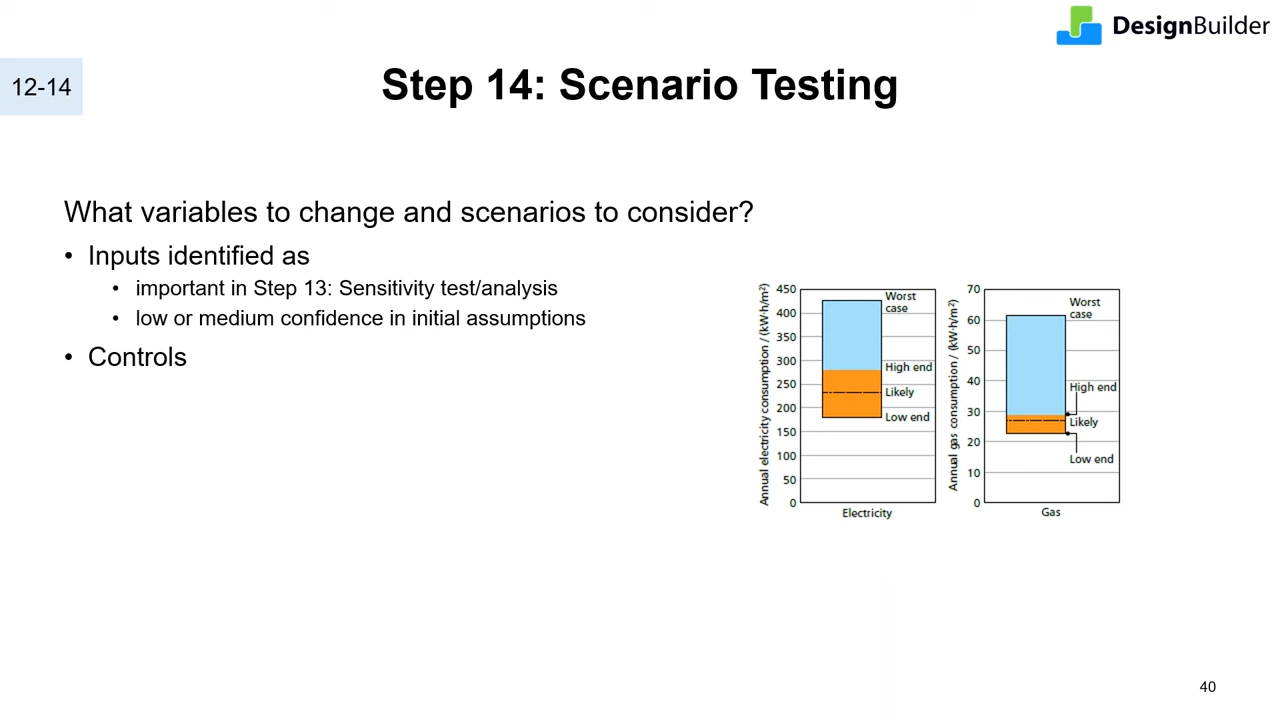 DesignBuilder
12-14
Step 14: Scenario Testing
What variables to change and scenarios to consider?
• Inputs identified as
• important in Step 13: Sensitivity test/analysis
• low or medium confidence in initial assumptions
• Controls
Annual electricity consumption / (kW·h/m²)
450
400
350
300
250
200
150
100
50
0
Worst
case
High end
Likely
Low end
Electricity
Annual gas consumption / (kW·h/m²)
70
60
50
40
30
20
10
0
Worst
case
High end
Likely
Low end
Gas
40